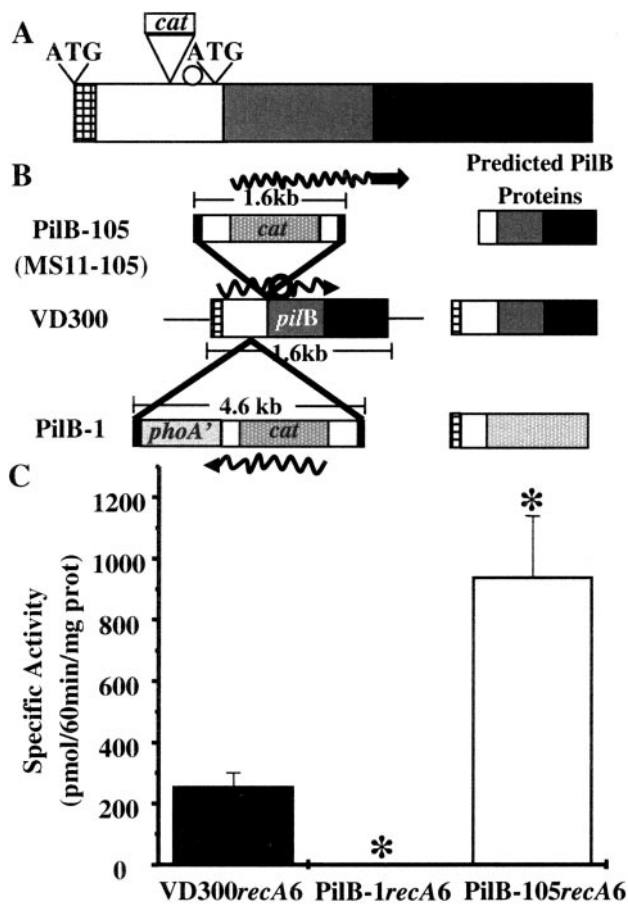 A
cat
ATG
ATG
B
Predicted PilB
Proteins
1.6kb
PilB-105
cat
(MS11-105)
VD300
pilB
1.6kb
4.6 kb
PilB-1
phoA'
cat
C
Specific Activity
(pmol/60min/mg prot)
1200
1000
800
600
400
200
0
*
*
VD300recA6
PilB-1recA6
PilB-105recA6